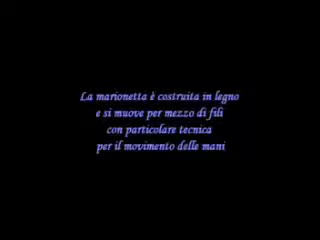 La marionetta è costruita in legno
e si muove per mezzo di fili
con particolare tecnica
per il movimento delle mani